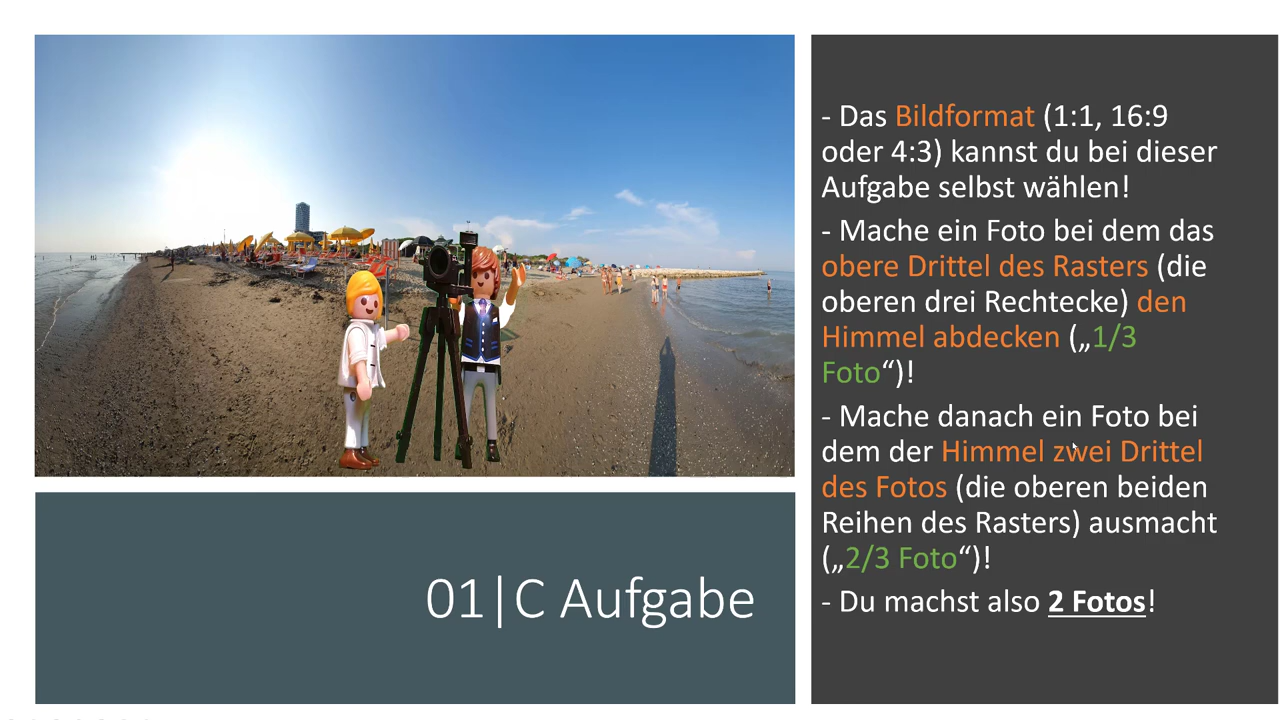 - Das Bildformat (1:1, 16:9
oder 4:3) kannst du bei dieser
Aufgabe selbst wählen!
- Mache ein Foto bei dem das
obere Drittel des Rasters (die
oberen drei Rechtecke) den
Himmel abdecken („1/3
Foto“)!
- Mache danach ein Foto bei
dem der Himmel zwei Drittel
des Fotos (die oberen beiden
Reihen des Rasters) ausmacht
(„2/3 Foto“)!
- Du machst also 2 Fotos!
01|C Aufgabe